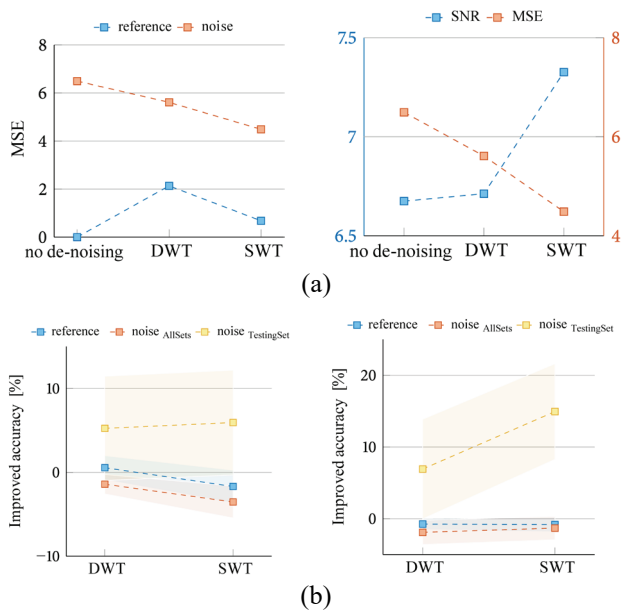 reference noise
8
6
4
2
0
MSE
no de-noising DWT SWT
SNR MSE
7.5
7
6.5
8
6
4
no de-noising DWT SWT
(a)
reference noise AllSets noise TestingSet
10
0
−10
Improved accuracy [%]
DWT SWT
reference noise AllSets noise TestingSet
20
10
0
Improved accuracy [%]
DWT SWT
(b)